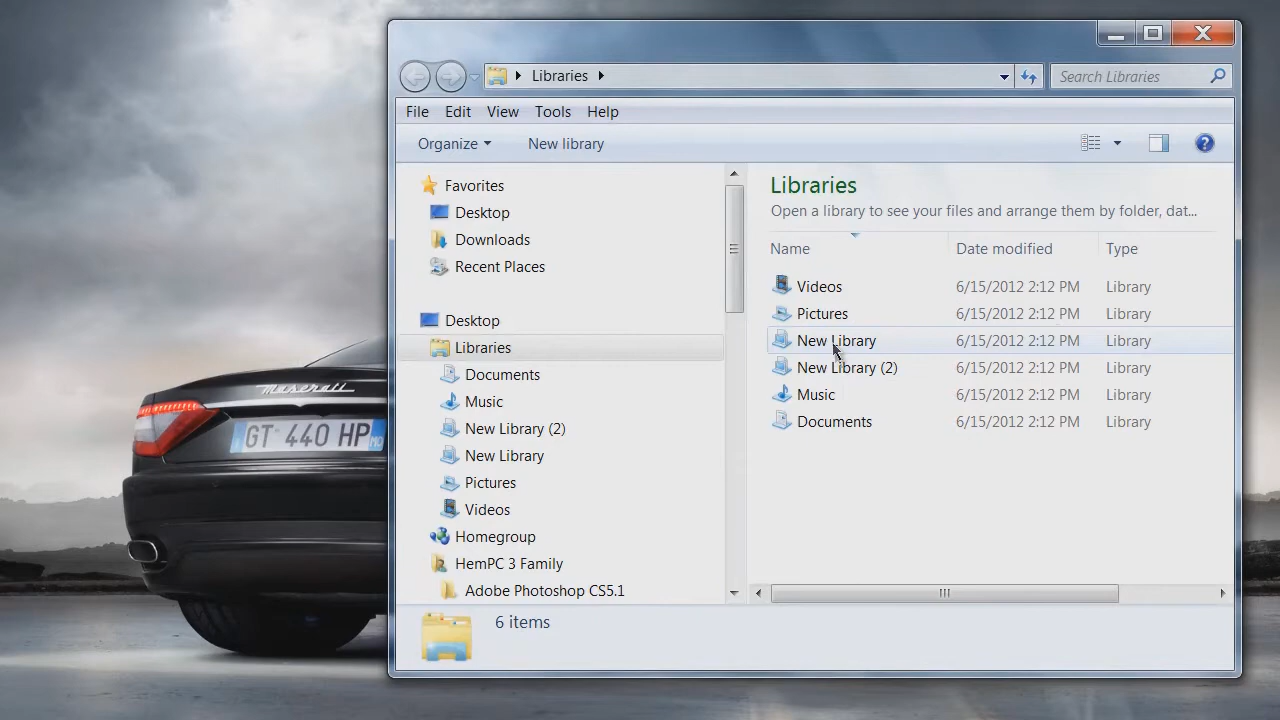 Libraries
Search Libraries
File Edit View Tools Help
Organize New library
Favorites
Desktop
Downloads
Recent Places
Desktop
Libraries
Documents
Music
New Library (2)
New Library
Pictures
Videos
Homegroup
HemPC 3 Family
Adobe Photoshop CS5.1
Libraries
Open a library to see your files and arrange them by folder, dat...
Name Date modified Type
Videos 6/15/2012 2:12 PM Library
Pictures 6/15/2012 2:12 PM Library
New Library 6/15/2012 2:12 PM Library
New Library (2) 6/15/2012 2:12 PM Library
Music 6/15/2012 2:12 PM Library
Documents 6/15/2012 2:12 PM Library
6 items
Maserati
GT 440 HP MO